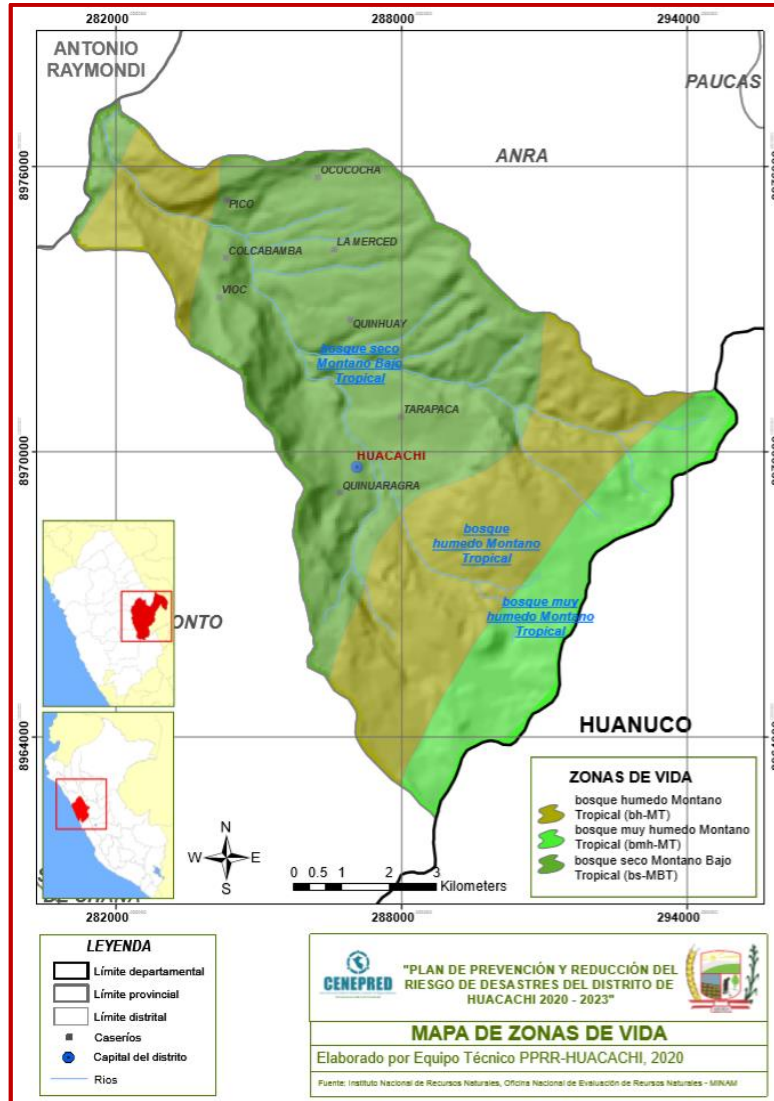 282000
288000
294000
ANTONIO
RAYMONDI
PAUCAS
ANRA
8976000
OCOCOCHA
PICO
LA MERCED
COLCABAMBA
VIOC
QUINHUAY
bosque seco
Montano Bajo
Tropical
TARAPACA
8970000
HUACACHI
QUINUARAGRA
bosque
humedo Montano
Tropical
bosque muy
humedo Montano
Tropical
ONTO
HUANUCO
8964000
ZONAS DE VIDA
bosque humedo Montano
Tropical (bh-MT)
bosque muy humedo Montano
Tropical (bmh-MT)
bosque seco Montano Bajo
Tropical (bs-MBT)
N
W E
S
0 0.5 1 2 3
Kilometers
282000
288000
294000
LEYENDA
Límite departamental
Límite provincial
Límite distrital
Caseríos
Capital del distrito
Rios
CENEPRED
"PLAN DE PREVENCIÓN Y REDUCCIÓN DEL
RIESGO DE DESASTRES DEL DISTRITO DE
HUACACHI 2020 - 2023"
MAPA DE ZONAS DE VIDA
Elaborado por Equipo Técnico PPRR-HUACACHI, 2020
Fuente: Instituto Nacional de Recursos Naturales, Oficina Nacional de Evaluación de Reursos Naturales - MINAM